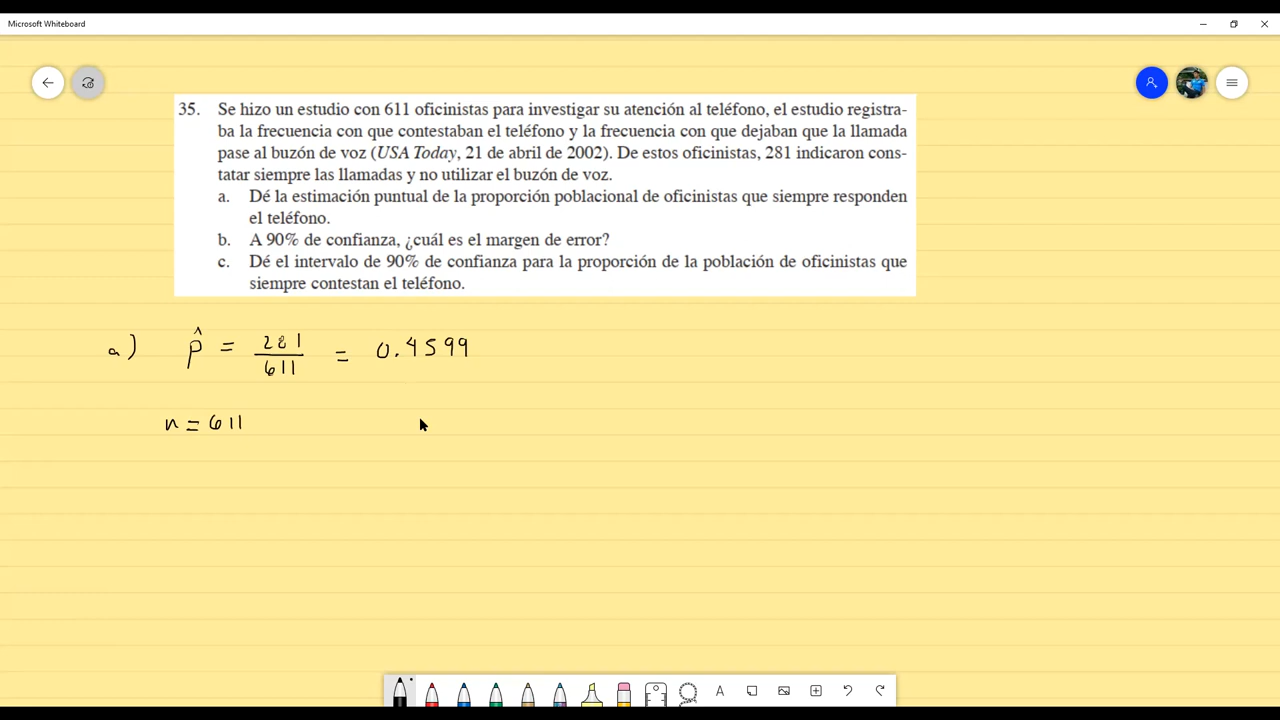 Microsoft Whiteboard
35. Se hizo un estudio con 611 oficinistas para investigar su atención al teléfono, el estudio registra-
ba la frecuencia con que contestaban el teléfono y la frecuencia con que dejaban que la llamada
pase al buzón de voz (USA Today, 21 de abril de 2002). De estos oficinistas, 281 indicaron cons-
tatar siempre las llamadas y no utilizar el buzón de voz.
a. Dé la estimación puntual de la proporción poblacional de oficinistas que siempre responden
el teléfono.
b. A 90% de confianza, ¿cuál es el margen de error?
c. Dé el intervalo de 90% de confianza para la proporción de la población de oficinistas que
siempre contestan el teléfono.
a) p̂ = 281/611 = 0.4599
n = 611
A